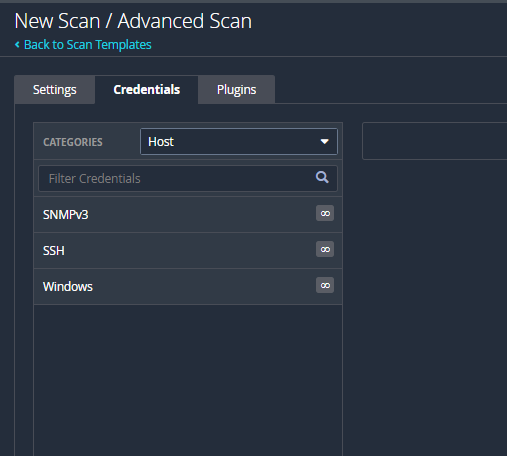 New Scan / Advanced Scan
‹ Back to Scan Templates
Settings Credentials Plugins
CATEGORIES Host
Filter Credentials
SNMPv3 ∞
SSH ∞
Windows ∞